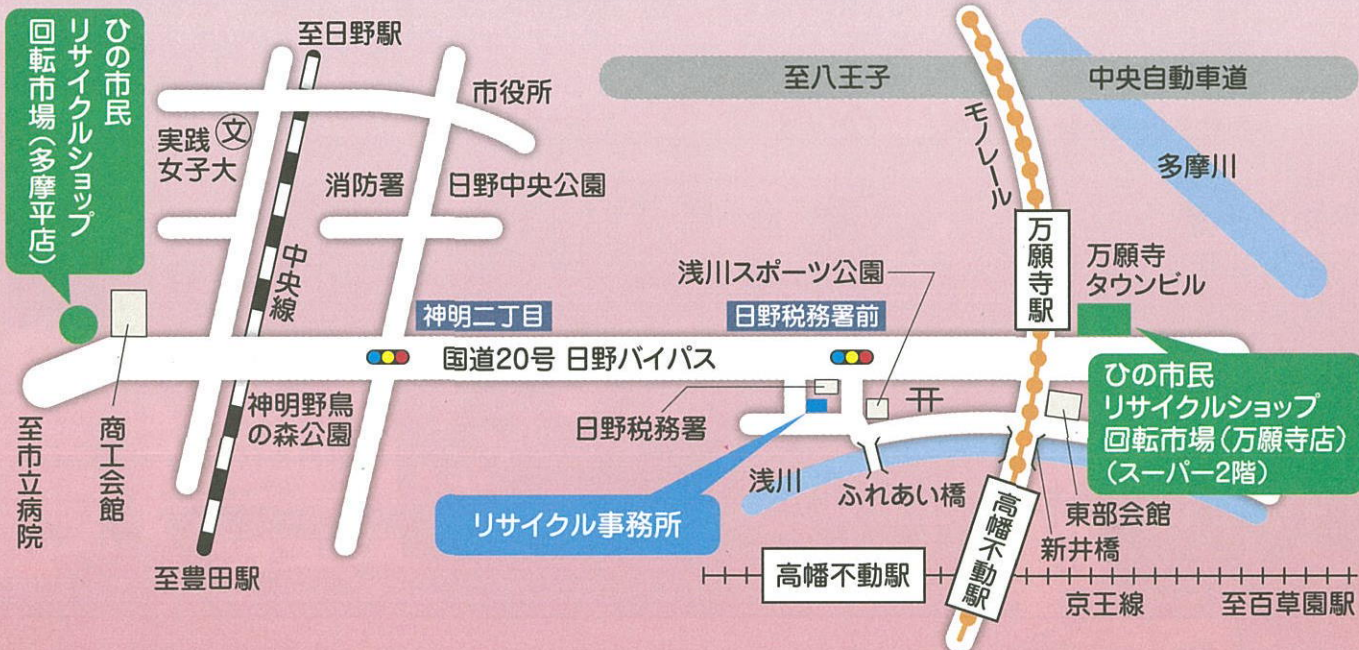 ひの市民
リサイクルショップ
回転市場(多摩平店)
至日野駅
市役所
実践
女子大
文
消防署
日野中央公園
中央線
至八王子
中央自動車道
モノレール
多摩川
万願寺駅
万願寺
タウンビル
浅川スポーツ公園
神明二丁目
日野税務署前
国道20号 日野バイパス
ひの市民
リサイクルショップ
回転市場(万願寺店)
(スーパー2階)
至市立病院
商工会館
神明野鳥
の森公園
日野税務署
浅川
ふれあい橋
リサイクル事務所
東部会館
新井橋
高幡不動駅
高幡不動駅
京王線
至百草園駅
至豊田駅